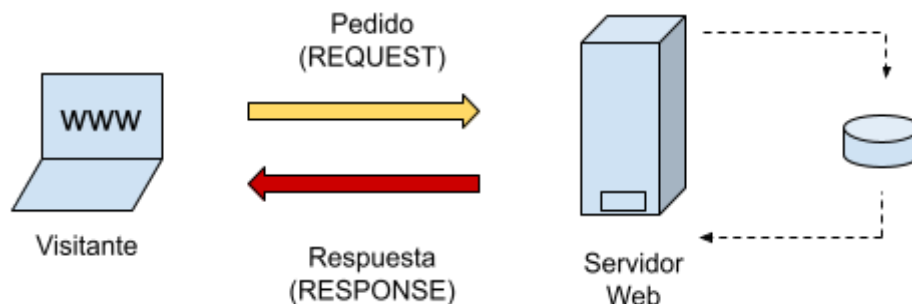 Pedido
(REQUEST)
www
Visitante
Respuesta
(RESPONSE)
Servidor
Web